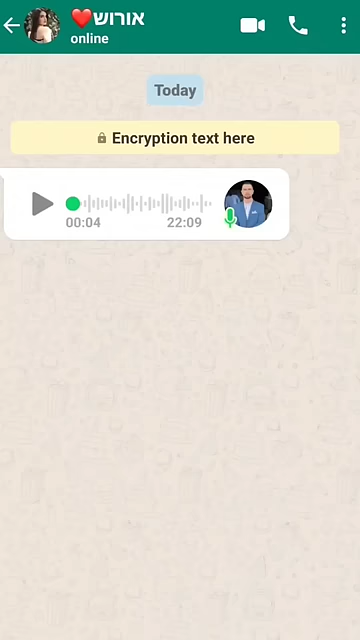 אורוש❤️
online
Today
Encryption text here
00:04
22:09